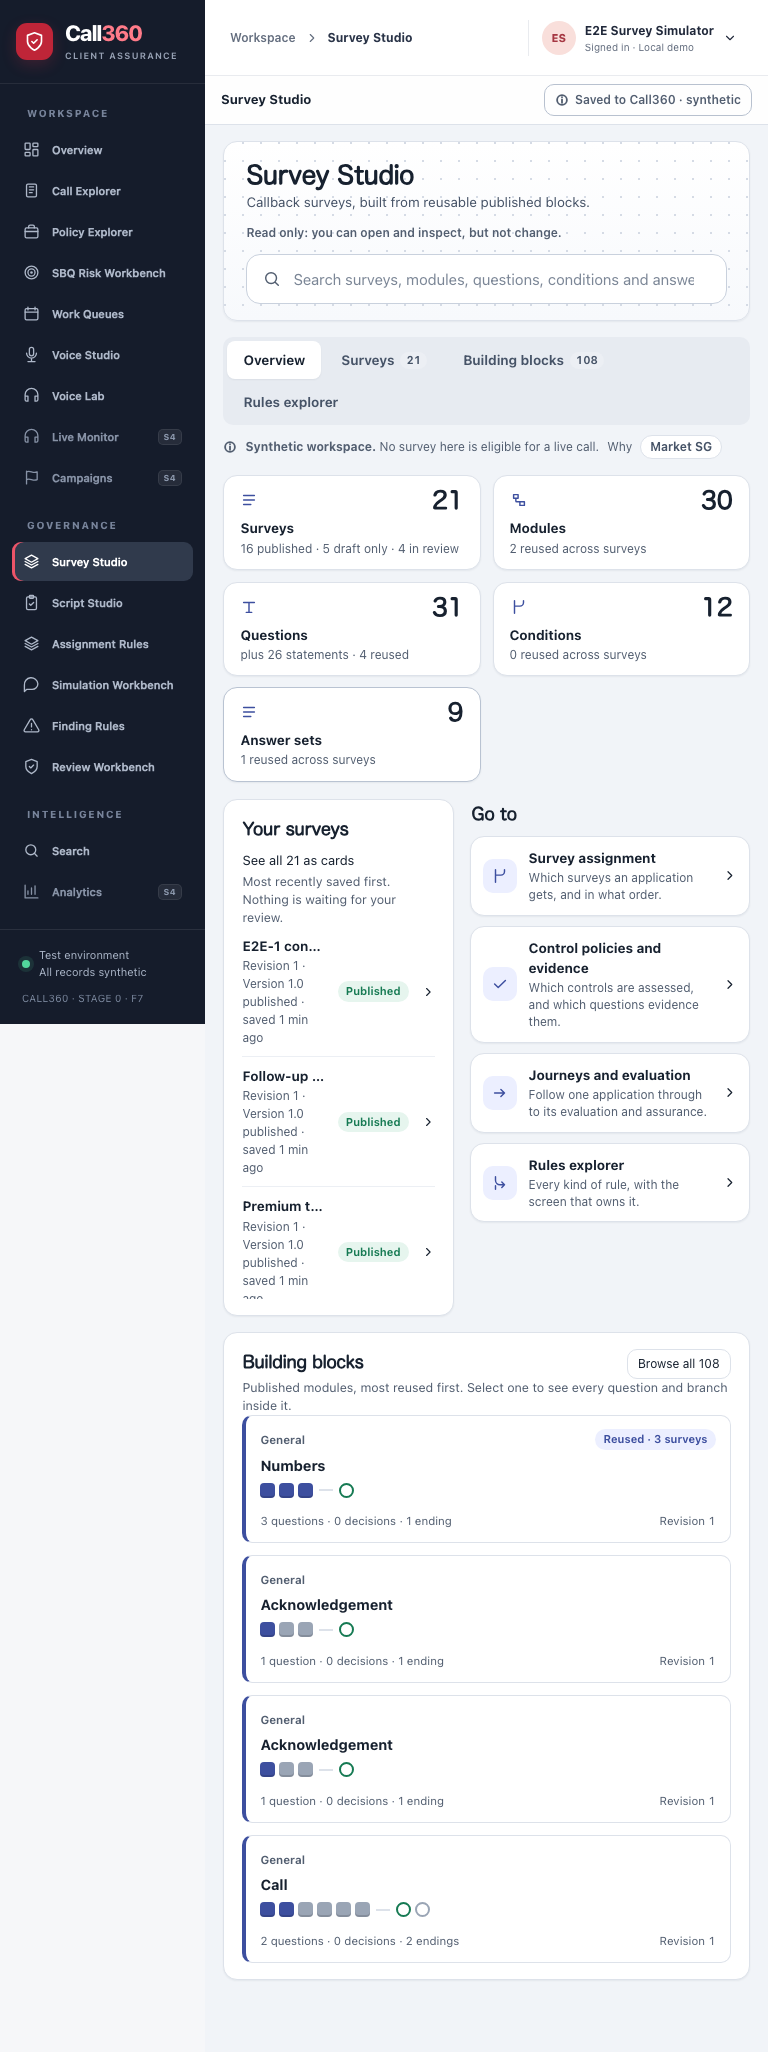 Call360
CLIENT ASSURANCE
WORKSPACE
Overview
Call Explorer
Policy Explorer
SBQ Risk Workbench
Work Queues
Voice Studio
Voice Lab
Live Monitor S4
Campaigns S4
GOVERNANCE
Survey Studio
Script Studio
Assignment Rules
Simulation Workbench
Finding Rules
Review Workbench
INTELLIGENCE
Search
Analytics S4
Test environment
All records synthetic
CALL360 · STAGE 0 · F7
Workspace > Survey Studio
ES
E2E Survey Simulator
Signed in · Local demo
Survey Studio
Saved to Call360 · synthetic
Survey Studio
Callback surveys, built from reusable published blocks.
Read only: you can open and inspect, but not change.
Search surveys, modules, questions, conditions and answe
Overview Surveys 21 Building blocks 108
Rules explorer
Synthetic workspace. No survey here is eligible for a live call. Why Market SG
21
Surveys
16 published · 5 draft only · 4 in review
30
Modules
2 reused across surveys
31
Questions
plus 26 statements · 4 reused
12
Conditions
0 reused across surveys
9
Answer sets
1 reused across surveys
Your surveys
See all 21 as cards
Most recently saved first.
Nothing is waiting for your
review.
E2E-1 con...
Revision 1 ·
Version 1.0
published ·
saved 1 min
ago
Published
Follow-up ...
Revision 1 ·
Version 1.0
published ·
saved 1 min
ago
Published
Premium t...
Revision 1 ·
Version 1.0
published ·
saved 1 min
ago
Published
Go to
Survey assignment
Which surveys an application
gets, and in what order.
Control policies and
evidence
Which controls are assessed,
and which questions evidence
them.
Journeys and evaluation
Follow one application through
to its evaluation and assurance.
Rules explorer
Every kind of rule, with the
screen that owns it.
Building blocks
Browse all 108
Published modules, most reused first. Select one to see every question and branch
inside it.
General
Reused · 3 surveys
Numbers
3 questions · 0 decisions · 1 ending
Revision 1
General
Acknowledgement
1 question · 0 decisions · 1 ending
Revision 1
General
Acknowledgement
1 question · 0 decisions · 1 ending
Revision 1
General
Call
2 questions · 0 decisions · 2 endings
Revision 1